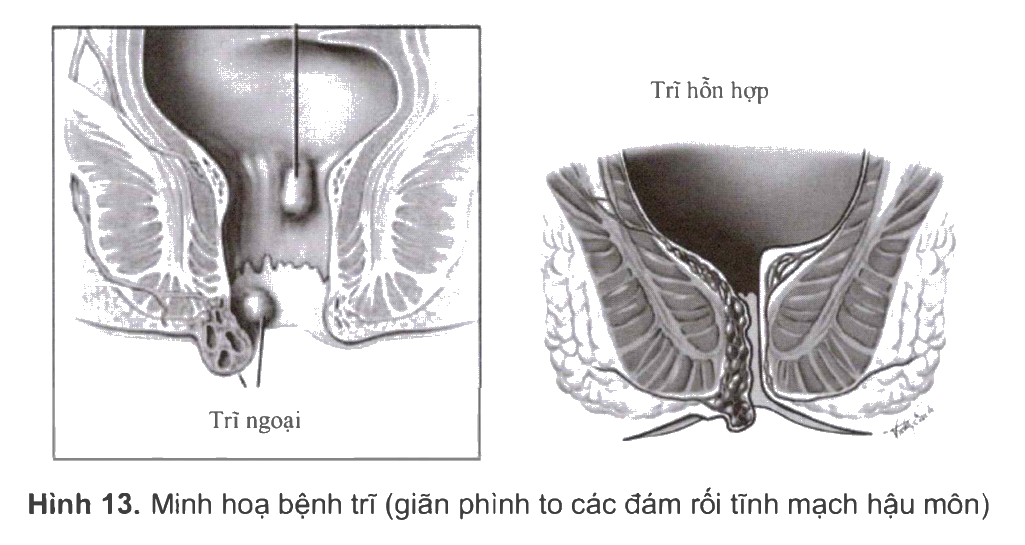 Trĩ hỗn hợp
Trĩ ngoại
Hình 13. Minh hoạ bệnh trĩ (giãn phình to các đám rối tĩnh mạch hậu môn)